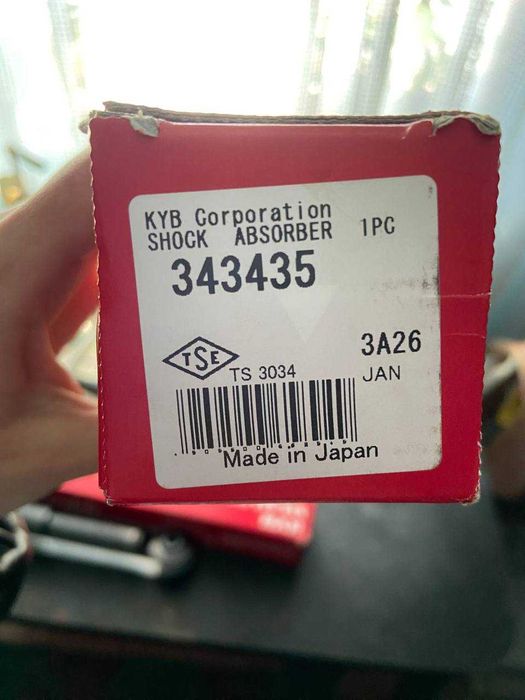 KYB Corporation
SHOCK ABSORBER 1PC
343435
TSE
3A26
TS 3034
JAN
Made in Japan